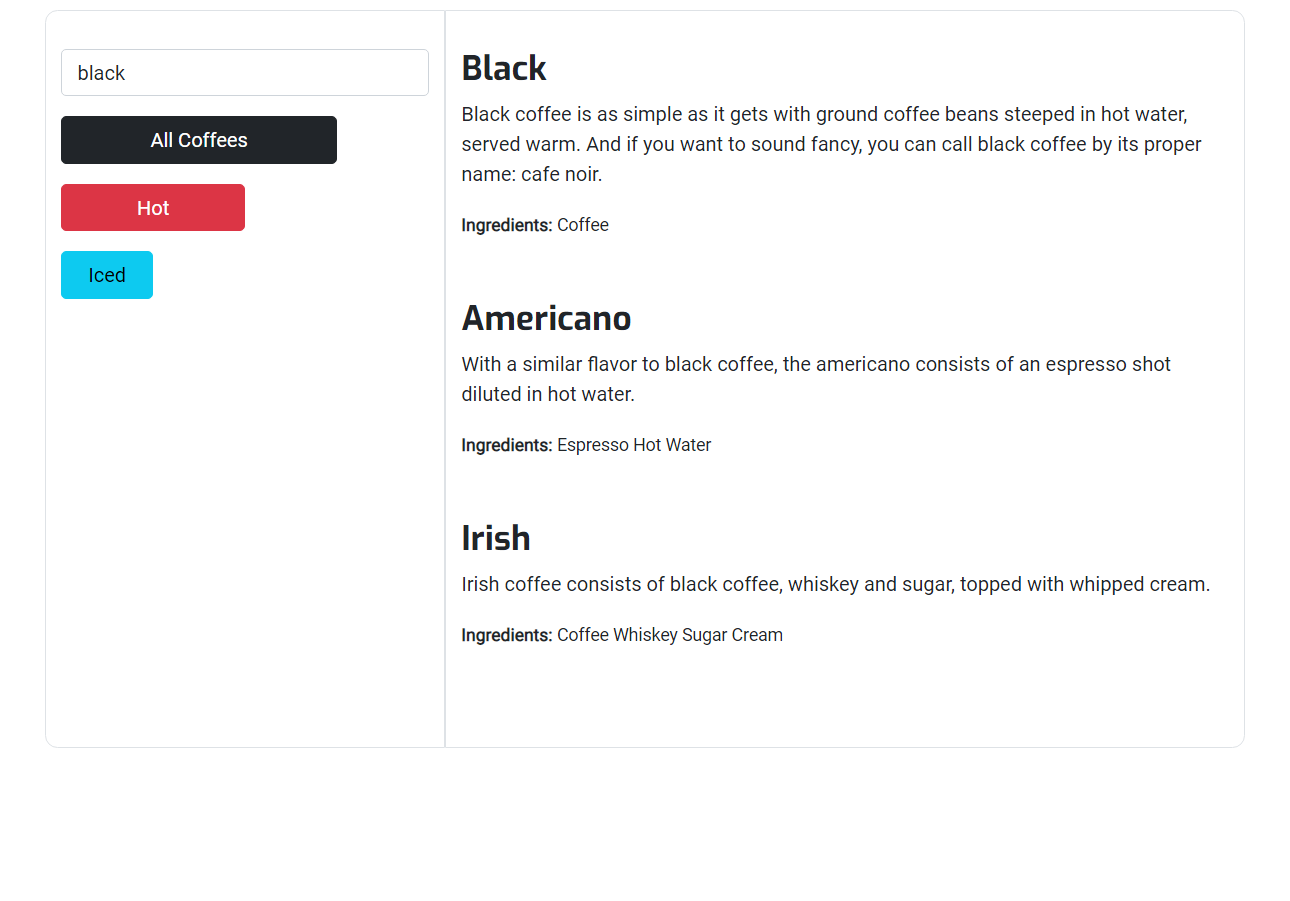 black
All Coffees
Hot
Iced
Black
Black coffee is as simple as it gets with ground coffee beans steeped in hot water,
served warm. And if you want to sound fancy, you can call black coffee by its proper
name: cafe noir.
Ingredients: Coffee
Americano
With a similar flavor to black coffee, the americano consists of an espresso shot
diluted in hot water.
Ingredients: Espresso Hot Water
Irish
Irish coffee consists of black coffee, whiskey and sugar, topped with whipped cream.
Ingredients: Coffee Whiskey Sugar Cream